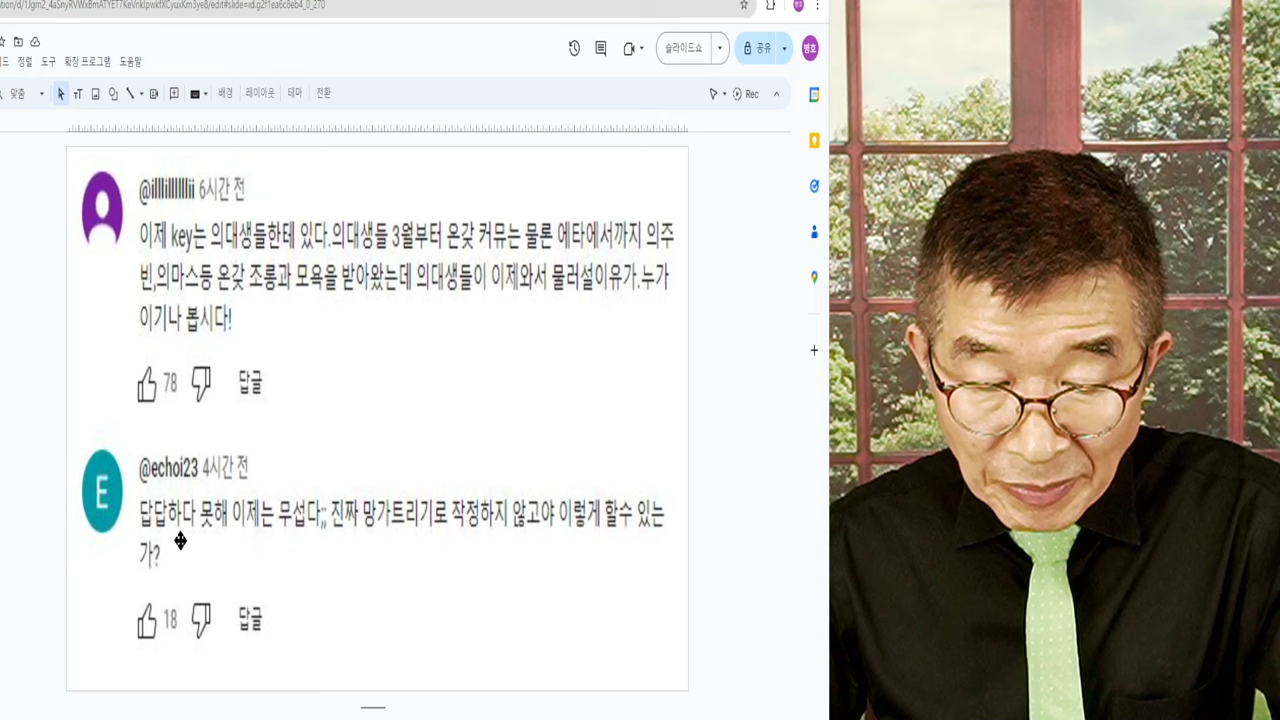 정렬 도구 확장 프로그램 도움말
슬라이드쇼
공유
병호
맞춤
배경 레이아웃 테마 전환
Rec
6시간 전
이제 key는 의대생들한테 있다.의대생들 3월부터 온갖 커뮤는 물론 에타에서까지 의주
빈,의마스등 온갖 조롱과 모욕을 받아왔는데 의대생들이 이제와서 물러설이유가.누가
이기나 봅시다!
78 답글
E
@echoi23 4시간 전
답답하다 못해 이제는 무섭다;; 진짜 망가트리기로 작정하지 않고야 이렇게 할수 있는
가?
18 답글